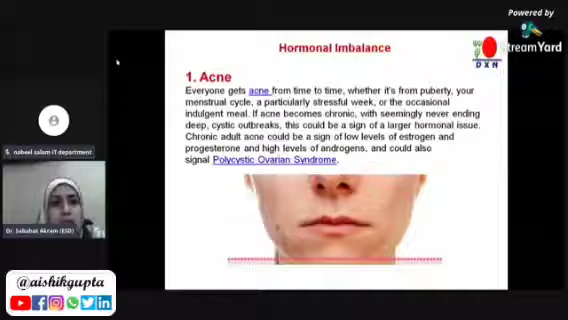 Powered by
StreamYard
DXN
Hormonal Imbalance
1. Acne
Everyone gets acne from time to time, whether it's from puberty, your
menstrual cycle, a particularly stressful week, or the occasional
indulgent meal. If acne becomes chronic, with seemingly never ending
deep, cystic outbreaks, this could be a sign of a larger hormonal issue.
Chronic adult acne could be a sign of low levels of estrogen and
progesterone and high levels of androgens, and could also
signal Polycystic Ovarian Syndrome.
nabeel salam iT department
Dr. Sabahat Akram (ESD)
@aishikgupta